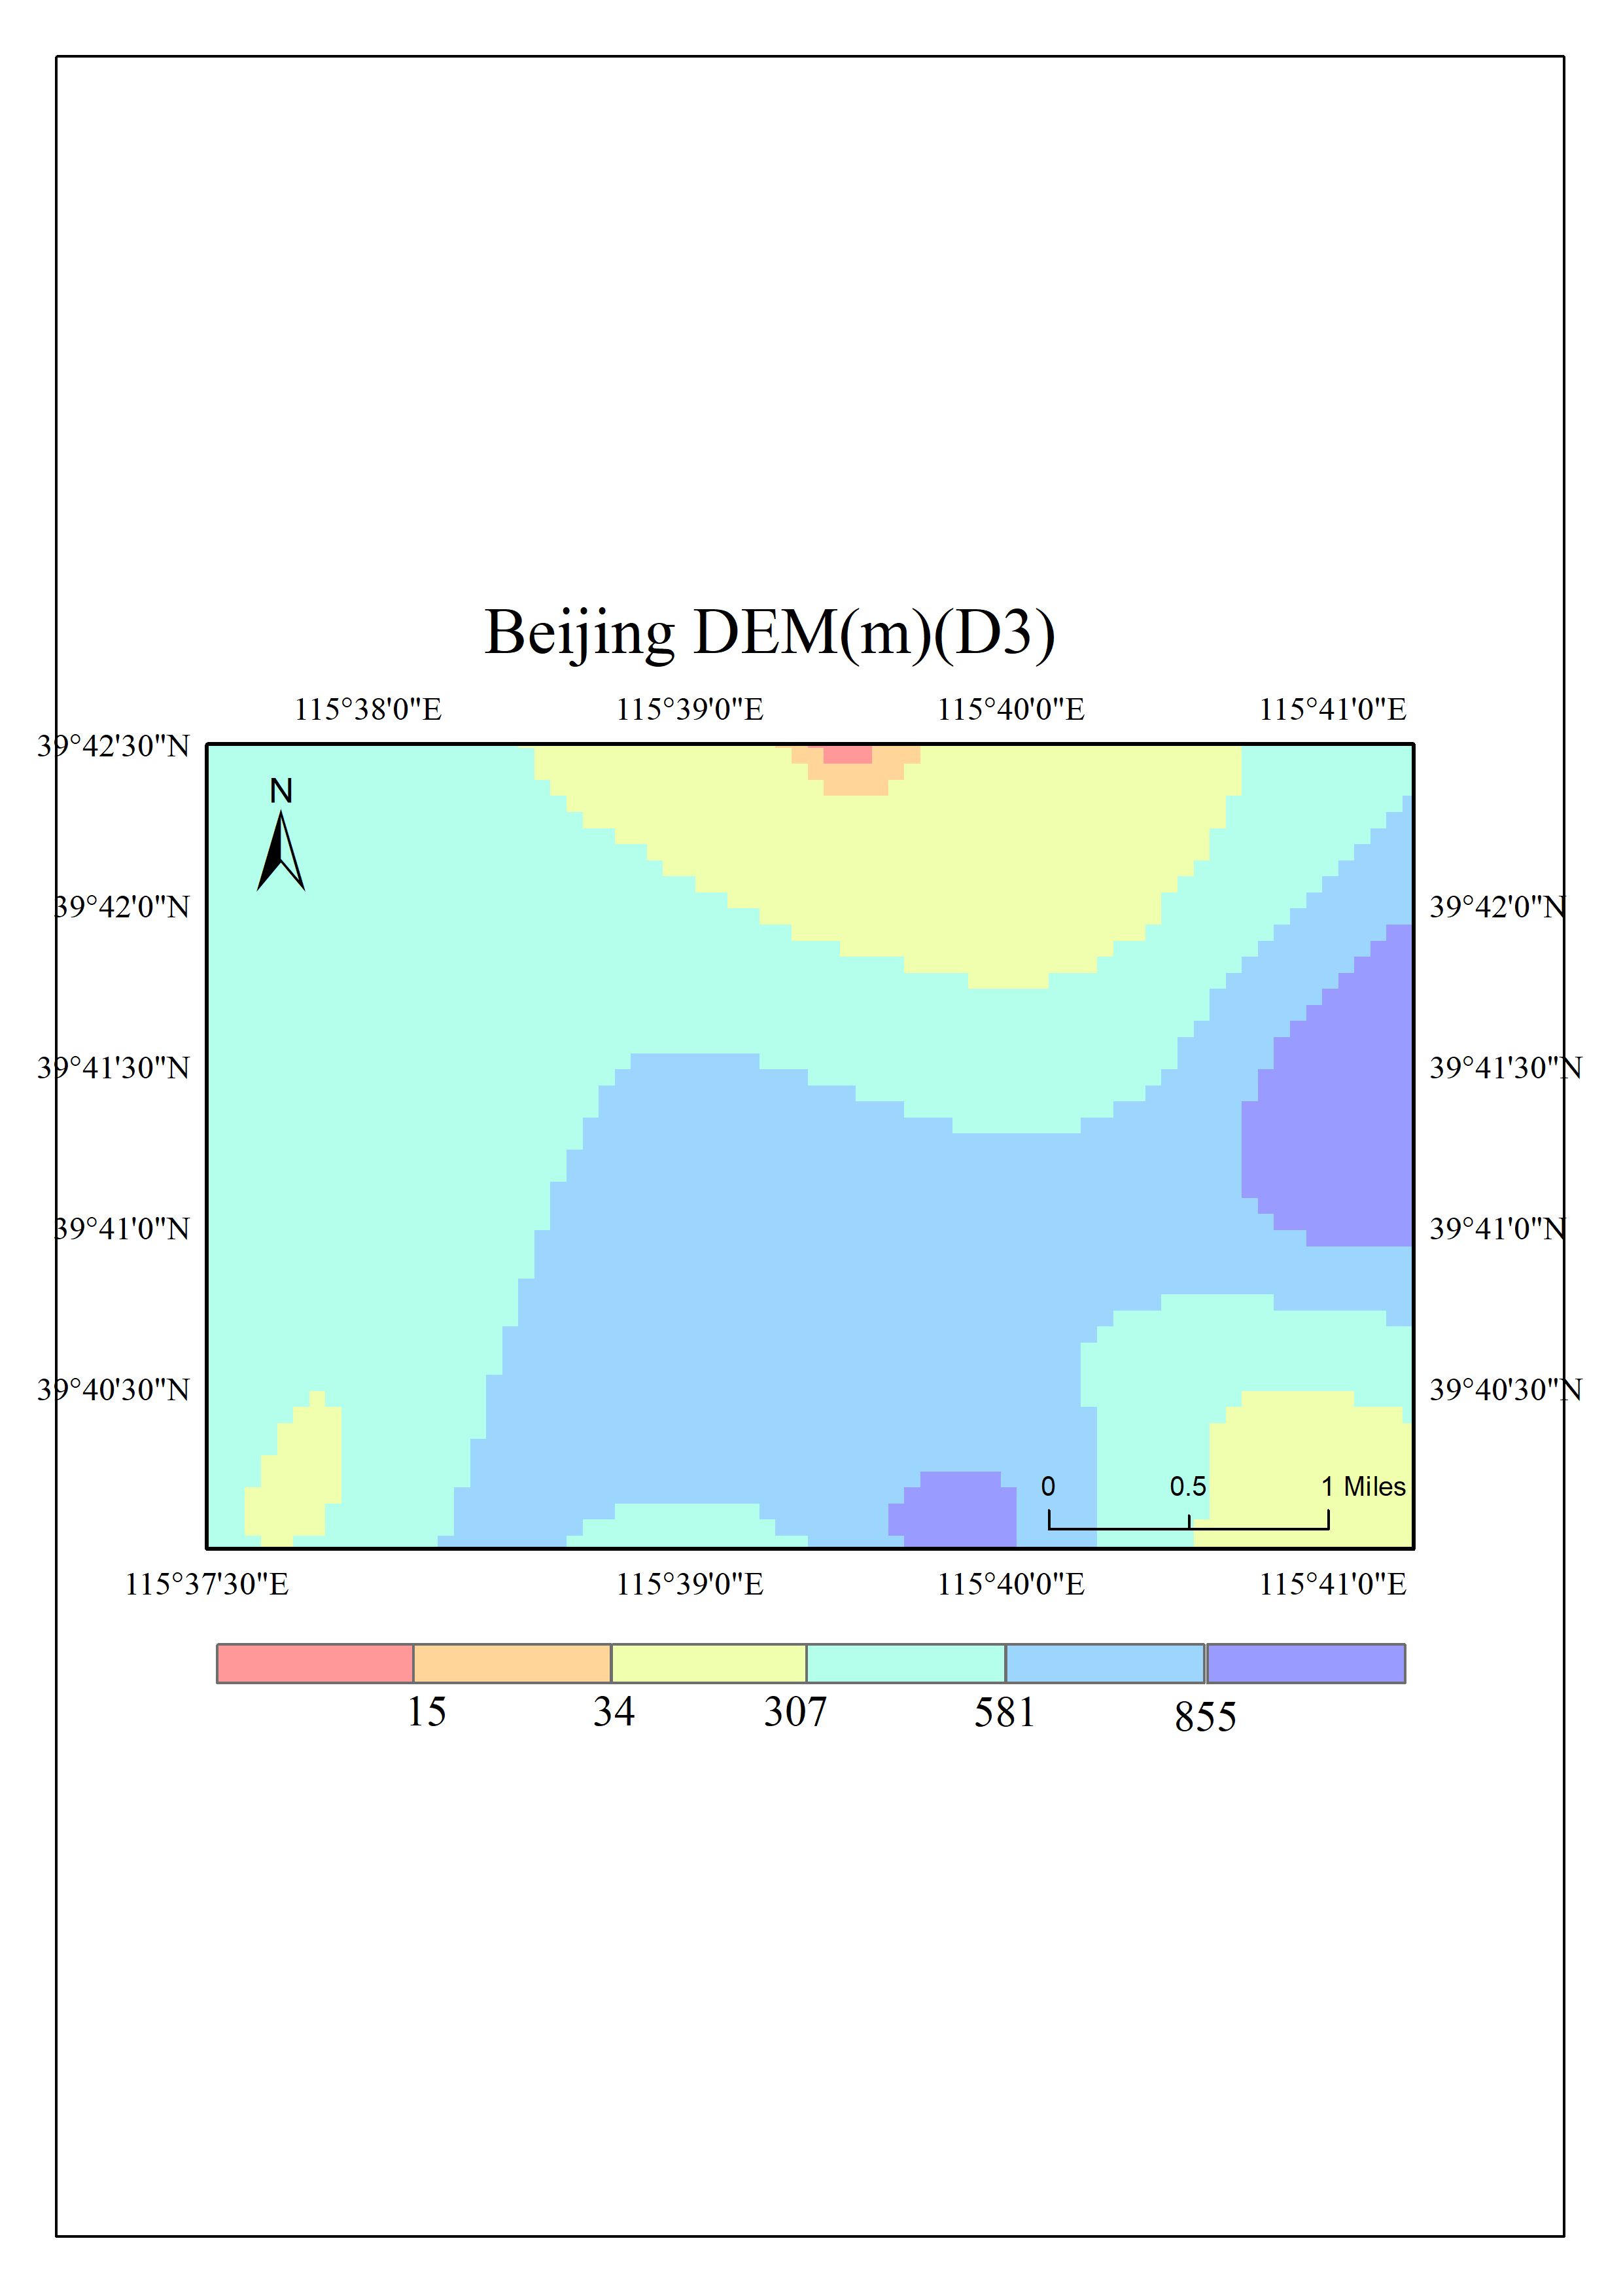 Beijing DEM(m)(D3)
115°38'0"E 115°39'0"E 115°40'0"E 115°41'0"E
39°42'30"N
N
39°42'0"N 39°42'0"N
39°41'30"N 39°41'30"N
39°41'0"N 39°41'0"N
39°40'30"N 39°40'30"N
0 0.5 1 Miles
115°37'30"E 115°39'0"E 115°40'0"E 115°41'0"E
15 34 307 581 855